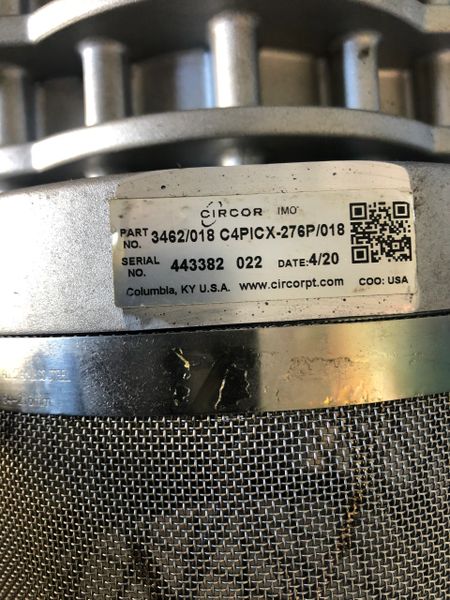 CIRCOR IMO
PART NO. 3462/018 C4PICX-276P/018
SERIAL NO. 443382 022 DATE: 4/20
Columbia, KY U.S.A. www.circorpt.com COO: USA